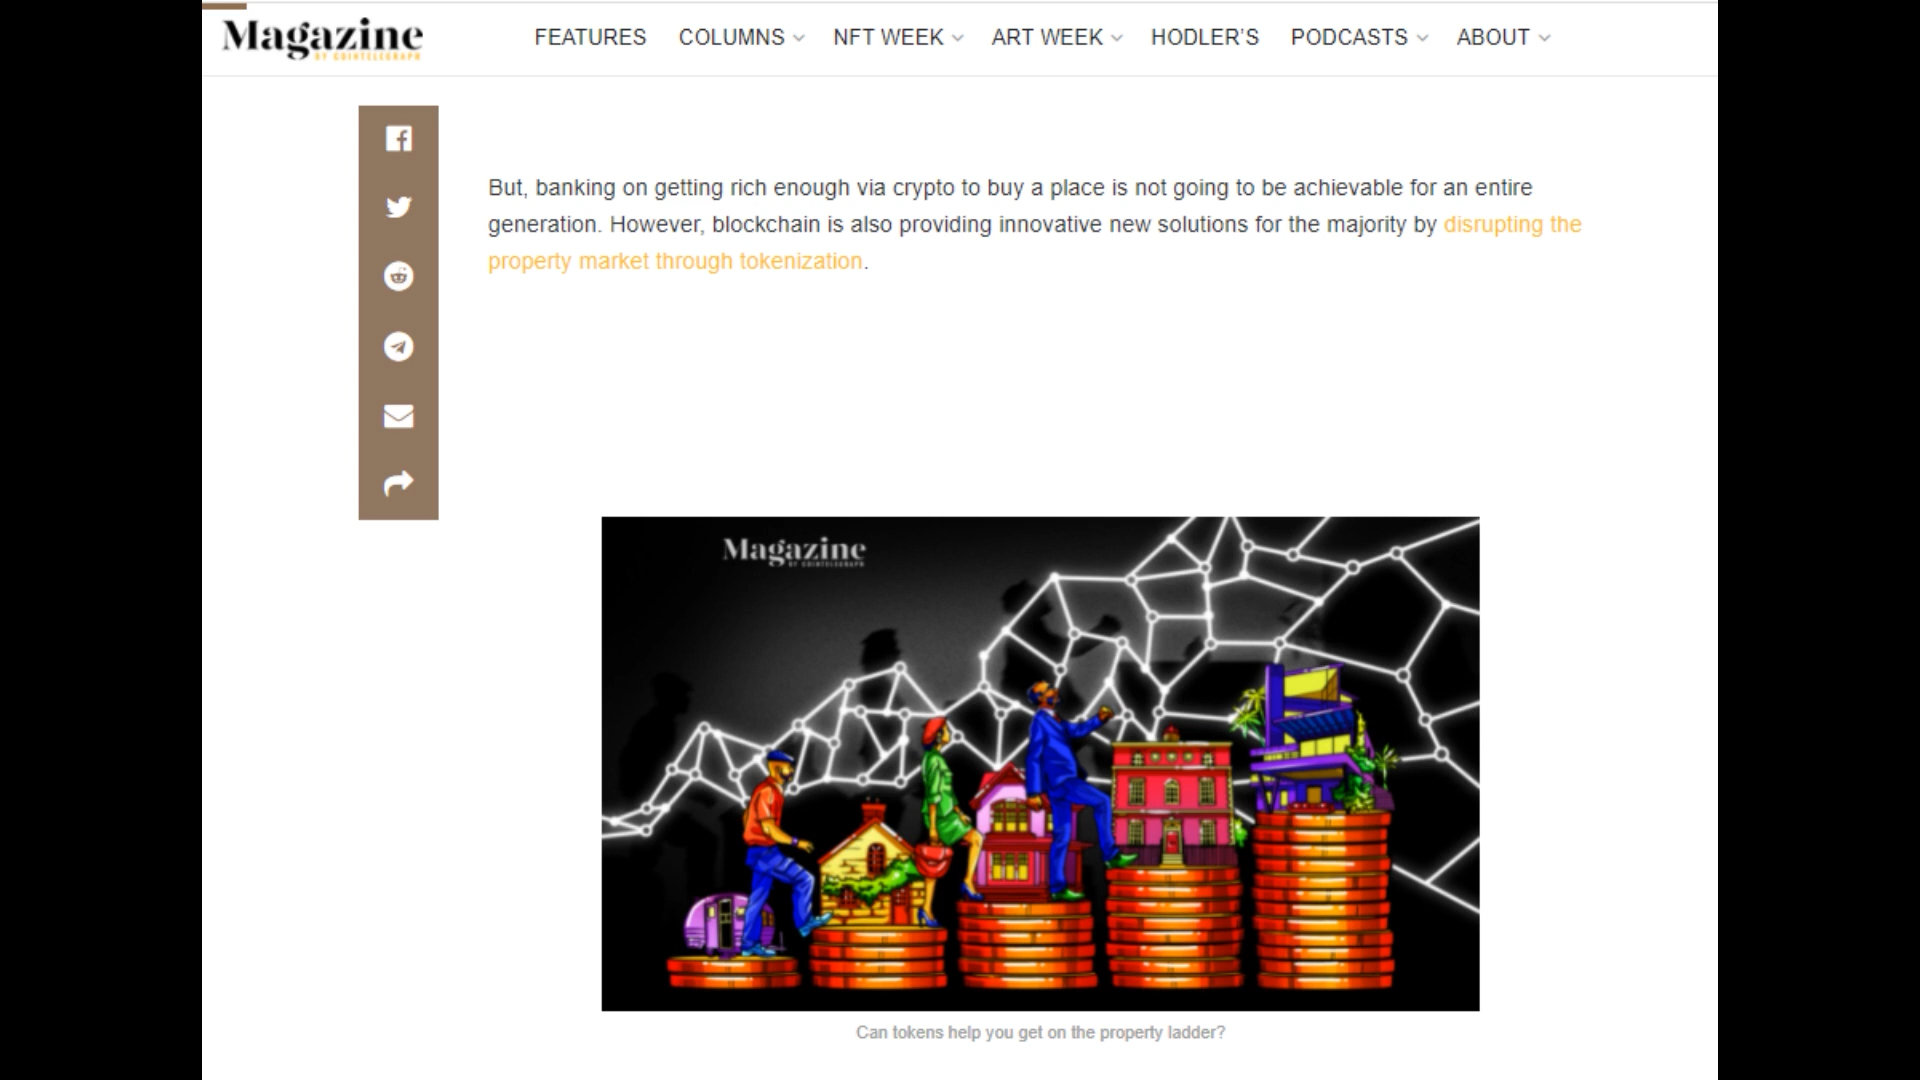 Magazine
BY COINTELEGRAPH
FEATURES COLUMNS NFT WEEK ART WEEK HODLER'S PODCASTS ABOUT
But, banking on getting rich enough via crypto to buy a place is not going to be achievable for an entire
generation. However, blockchain is also providing innovative new solutions for the majority by disrupting the
property market through tokenization.
Magazine
BY COINTELEGRAPH
Can tokens help you get on the property ladder?